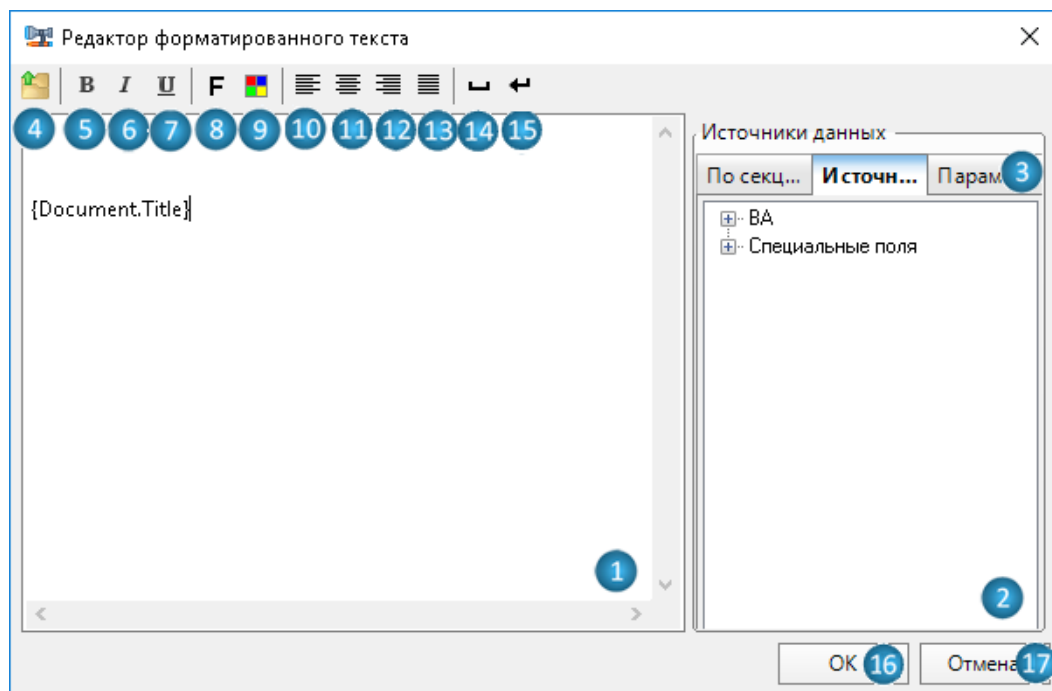 Редактор форматированного текста
B I U F
4 5 6 7 8 9 10 11 12 13 14 15
Источники данных
По секц... Источн... Парам 3
{Document.Title}
ВА
Специальные поля
1
2
ОК 16 Отмена 17